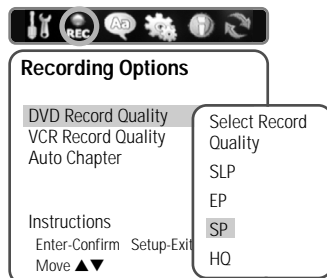 REC
Aa
i
Recording Options
DVD Record Quality
VCR Record Quality
Auto Chapter
Select Record
Quality
SLP
EP
SP
HQ
Instructions
Enter-Confirm Setup-Exit
Move ▲▼